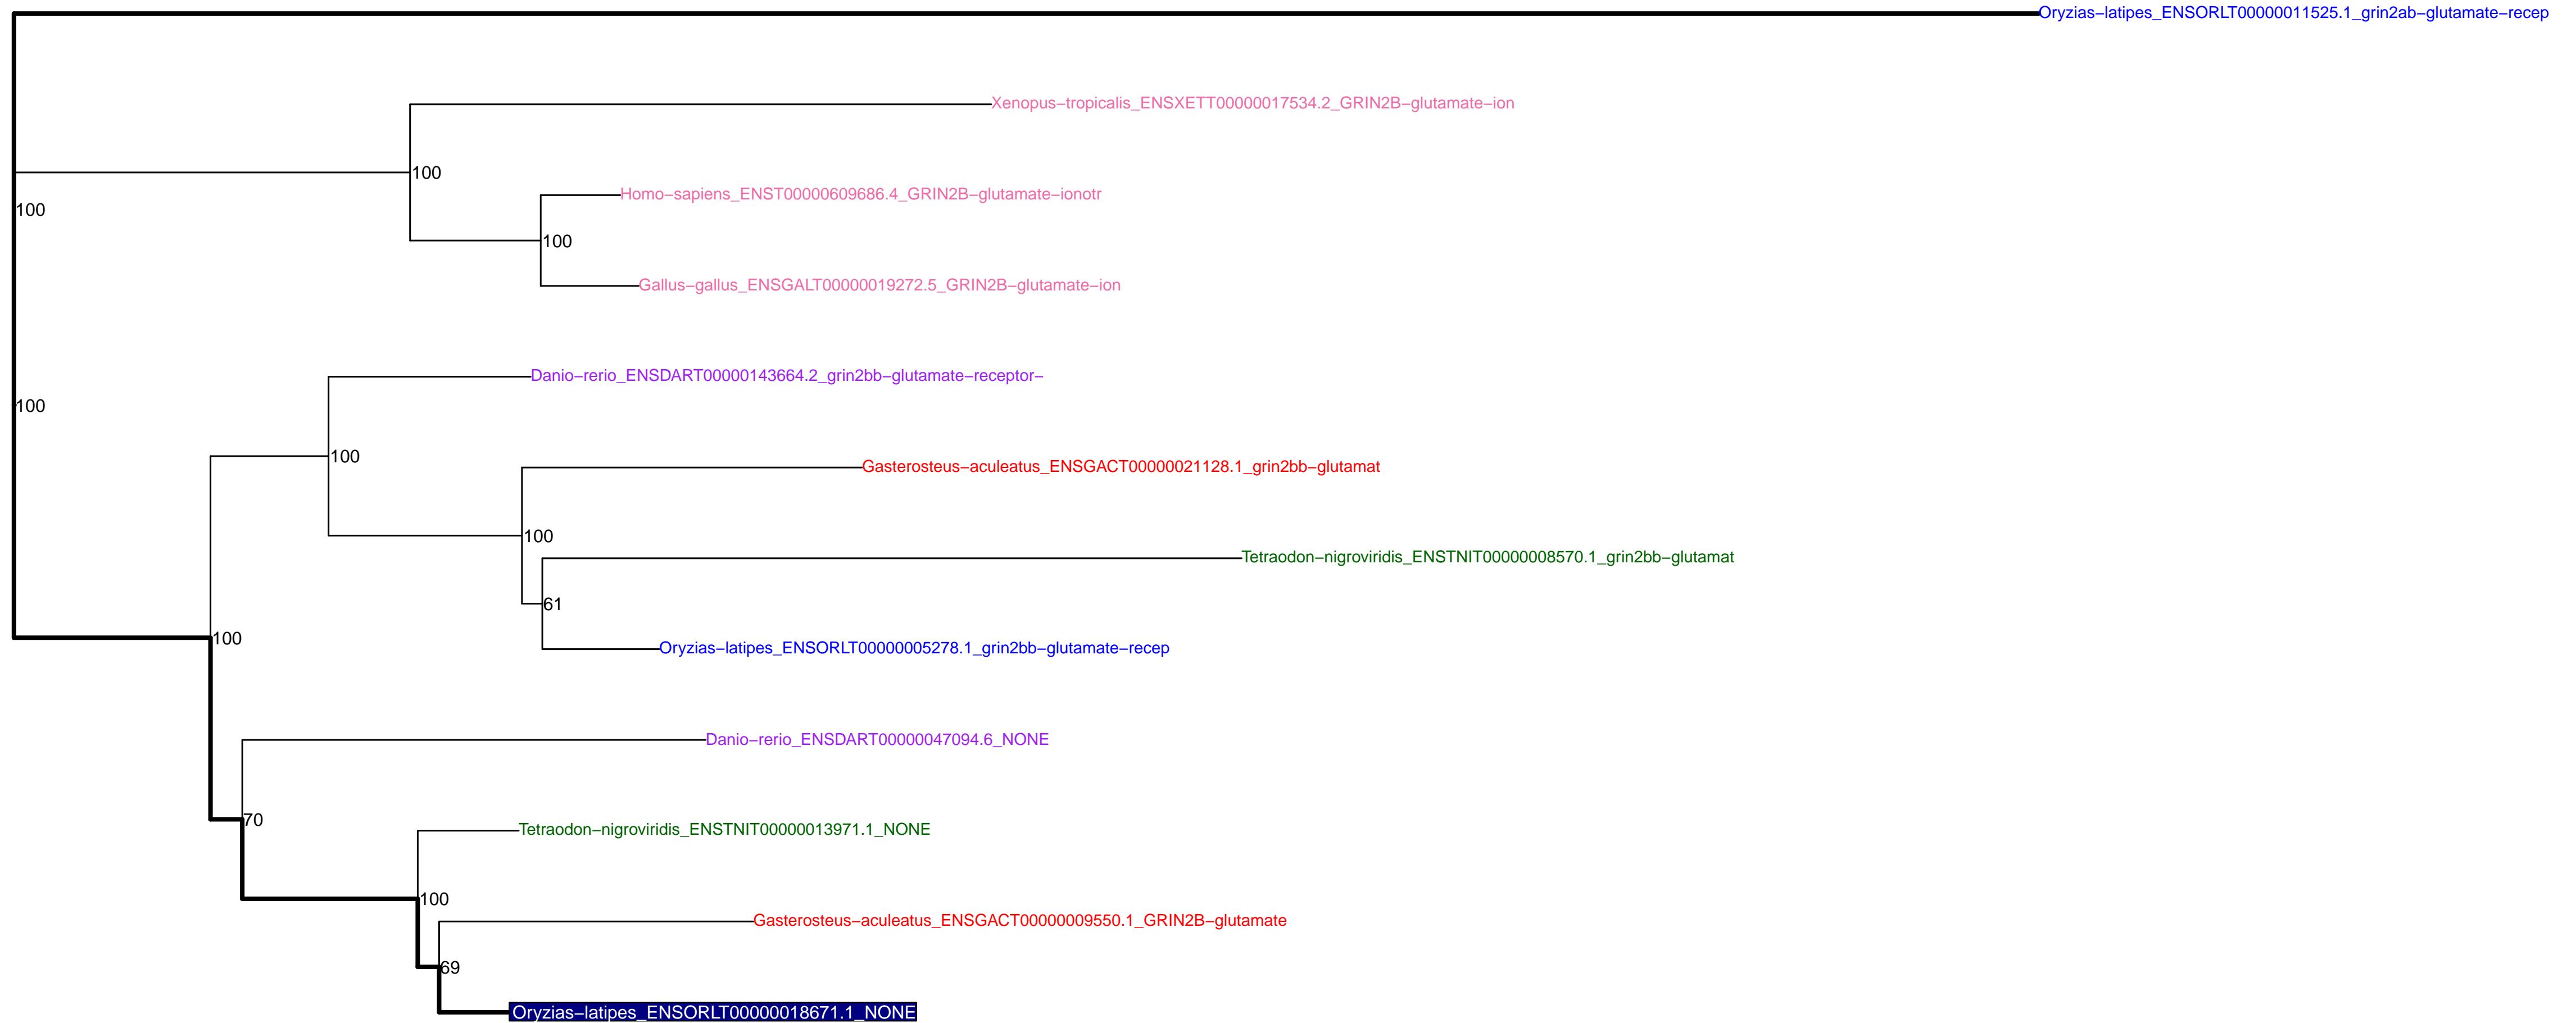 Oryzias−latipes_ENSORLT00000011525.1_grin2ab−glutamate−recep
Xenopus−tropicalis_ENSXETT00000017534.2_GRIN2B−glutamate−ion
100
Homo−sapiens_ENST00000609686.4_GRIN2B−glutamate−ionotr
100
100
Gallus−gallus_ENSGALT00000019272.5_GRIN2B−glutamate−ion
Danio−rerio_ENSDART00000143664.2_grin2bb−glutamate−receptor−
100
100
Gasterosteus−aculeatus_ENSGACT00000021128.1_grin2bb−glutamat
100
Tetraodon−nigroviridis_ENSTNIT00000008570.1_grin2bb−glutamat
61
100
Oryzias−latipes_ENSORLT00000005278.1_grin2bb−glutamate−recep
Danio−rerio_ENSDART00000047094.6_NONE
70
Tetraodon−nigroviridis_ENSTNIT00000013971.1_NONE
100
Gasterosteus−aculeatus_ENSGACT00000009550.1_GRIN2B−glutamate
69
Oryzias−latipes_ENSORLT00000018671.1_NONE